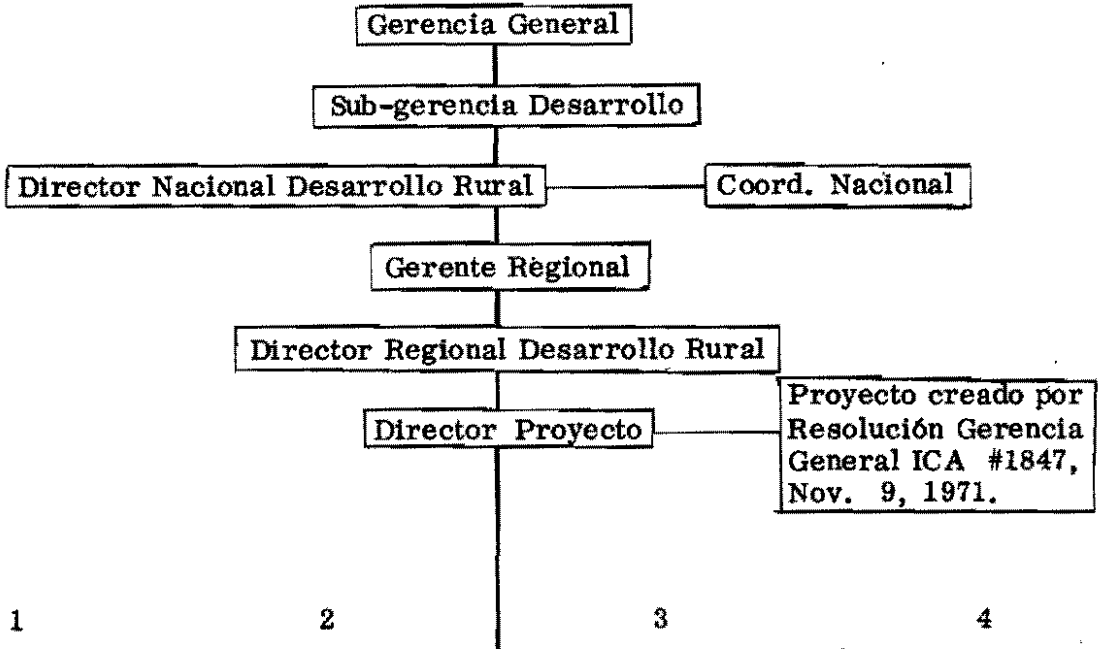 Gerencia General
Sub-gerencia Desarrollo
Director Nacional Desarrollo Rural
Coord. Nacional
Gerente Regional
Director Regional Desarrollo Rural
Director Proyecto
Proyecto creado por
Resolución Gerencia
General ICA #1847,
Nov. 9, 1971.
1 2 3 4